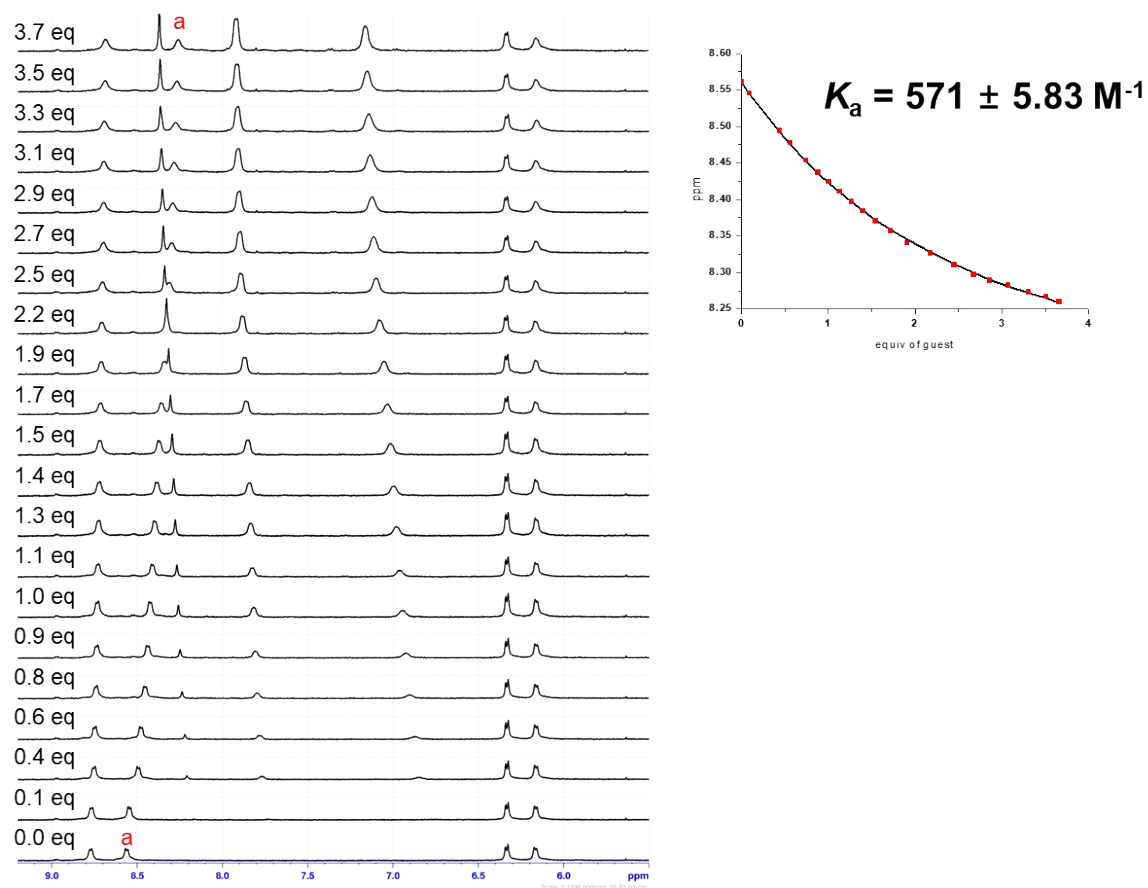 3.7 eq
a
3.5 eq
3.3 eq
3.1 eq
2.9 eq
2.7 eq
2.5 eq
2.2 eq
1.9 eq
1.7 eq
1.5 eq
1.4 eq
1.3 eq
1.1 eq
1.0 eq
0.9 eq
0.8 eq
0.6 eq
0.4 eq
0.1 eq
0.0 eq
a
9.0 8.5 8.0 7.5 7.0 6.5 6.0 ppm
Kₐ = 571 ± 5.83 M⁻¹
8.60
8.55
8.50
8.45
8.40
8.35
8.30
8.25
ppm
0 1 2 3 4
equiv of guest